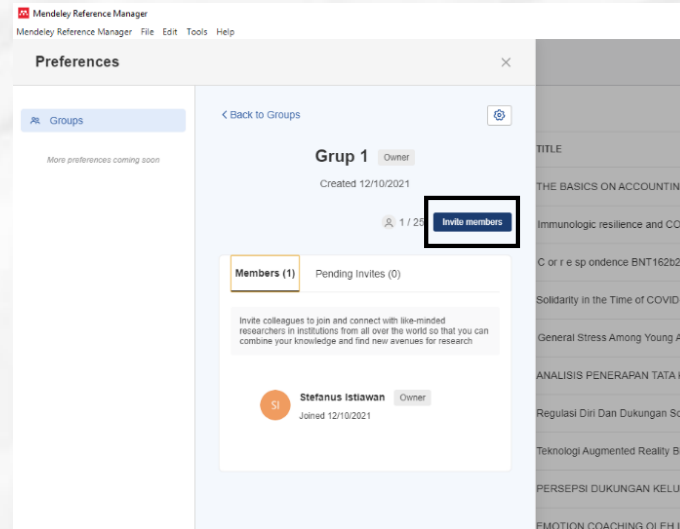 Mendeley Reference Manager
Mendeley Reference Manager File Edit Tools Help
Preferences
Groups
More preferences coming soon
Back to Groups
Grup 1 Owner
Created 12/10/2021
1 / 25 Invite members
Members (1) Pending Invites (0)
Invite colleagues to join and connect with like-minded
researchers in institutions from all over the world so that you can
combine your knowledge and find new avenues for research
SI
Stefanus Istiawan Owner
Joined 12/10/2021
TITLE
THE BASICS ON ACCOUNTIN
Immunologic resilience and CO
C or r e sp ondence BNT162b2
Solidarity in the Time of COVID
General Stress Among Young A
ANALISIS PENERAPAN TATA
Regulasi Diri Dan Dukungan So
Teknologi Augmented Reality B
PERSEPSI DUKUNGAN KELU
EMOTION COACHING OLEH